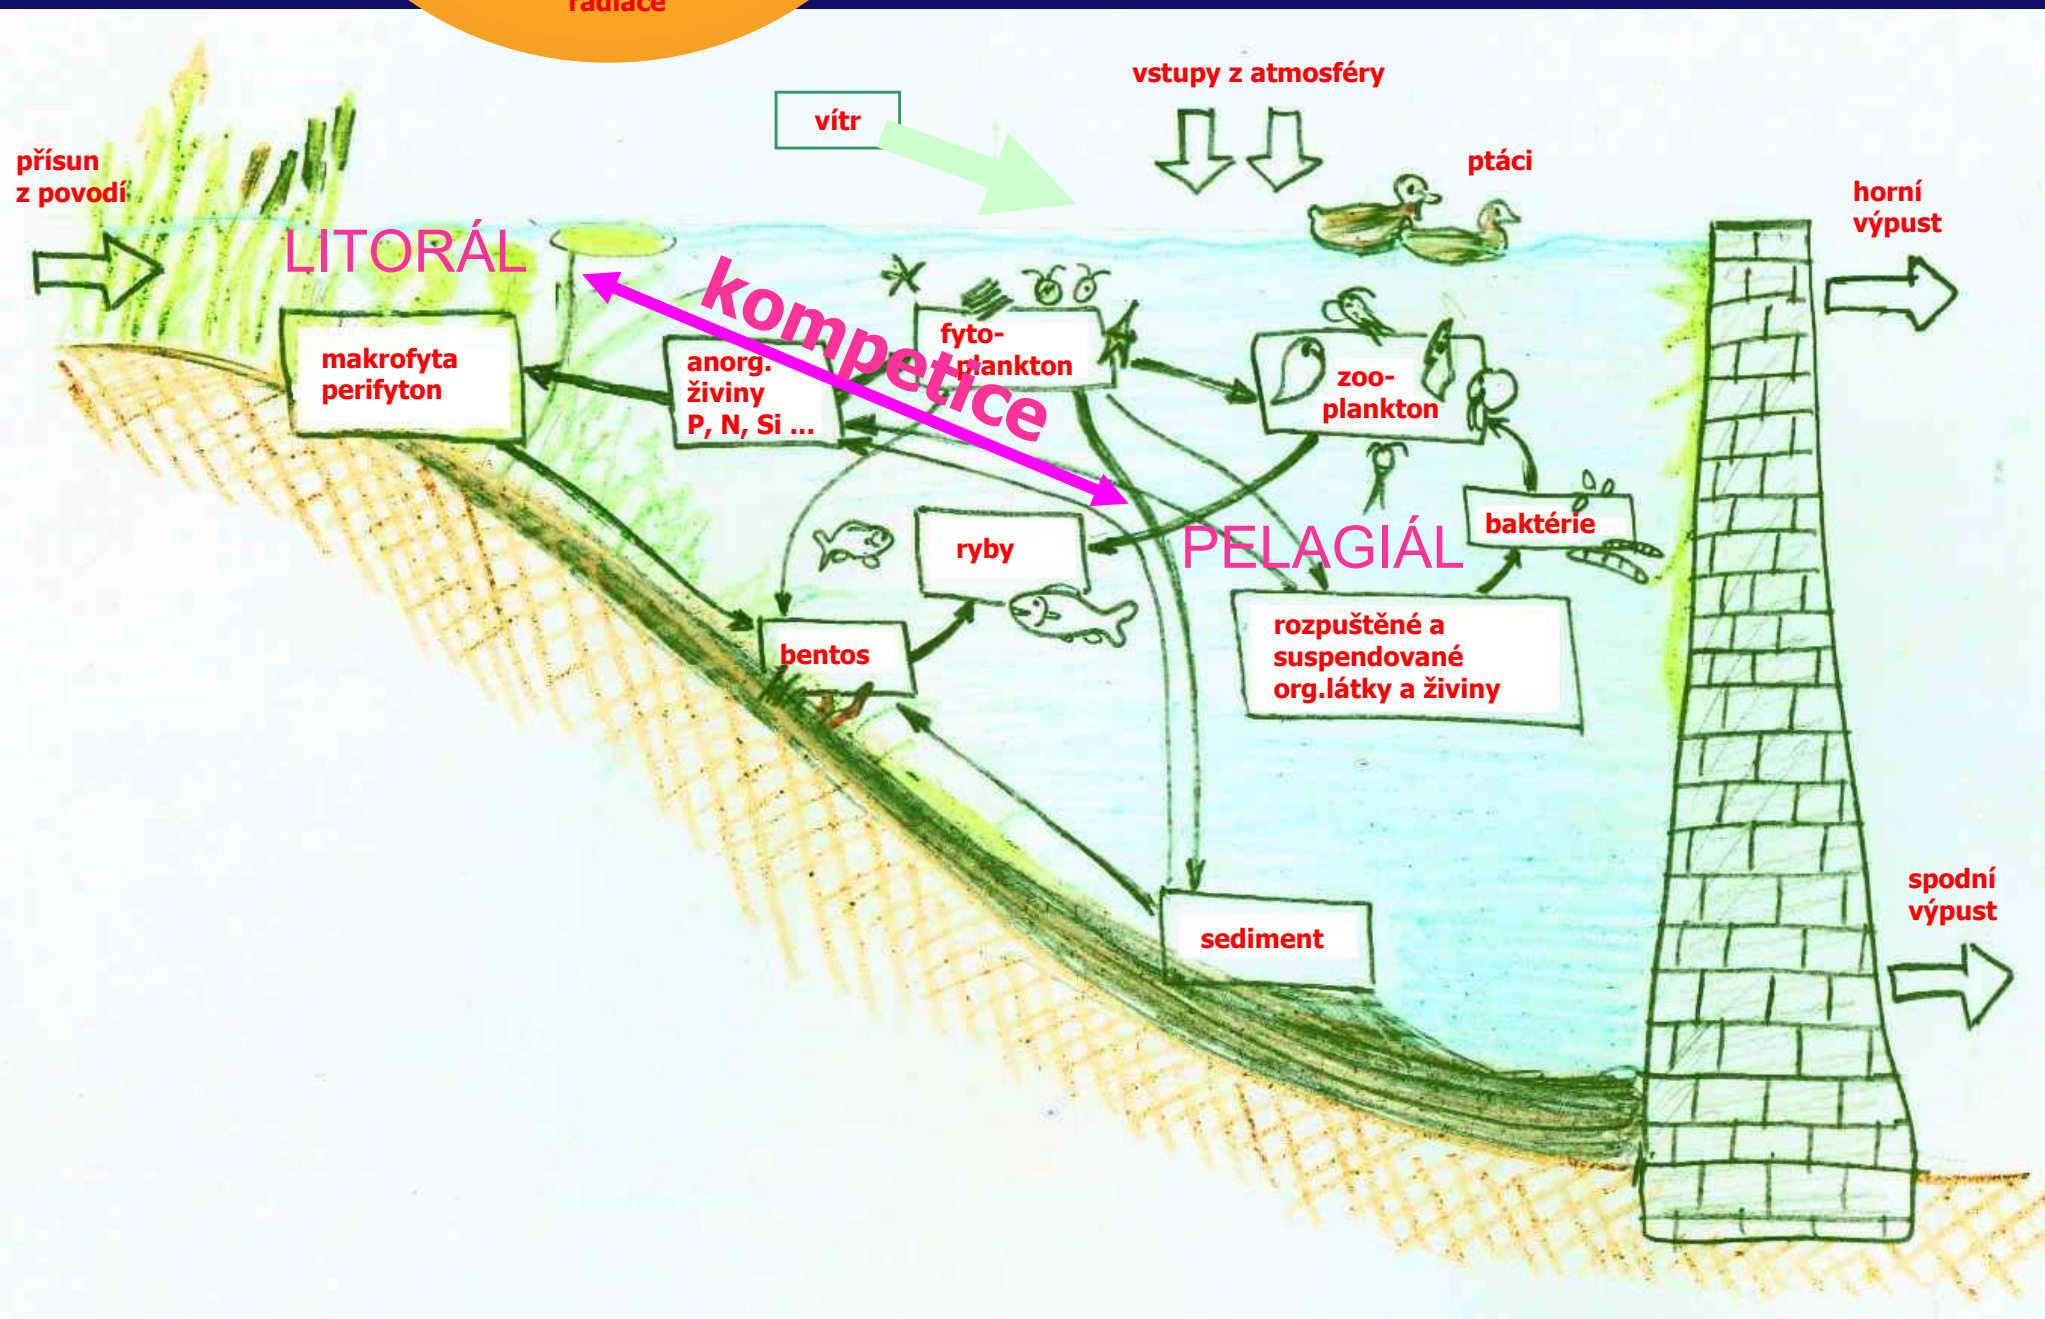 radiace
vstupy z atmosféry
vítr
ptáci
přísun
z povodí
horní
výpust
LITORÁL
kompetice
makrofyta
perifyton
anorg.
živiny
P, N, Si ...
fyto-
plankton
zoo-
plankton
baktérie
ryby
PELAGIÁL
rozpuštěné a
suspendované
org.látky a živiny
bentos
spodní
výpust
sediment